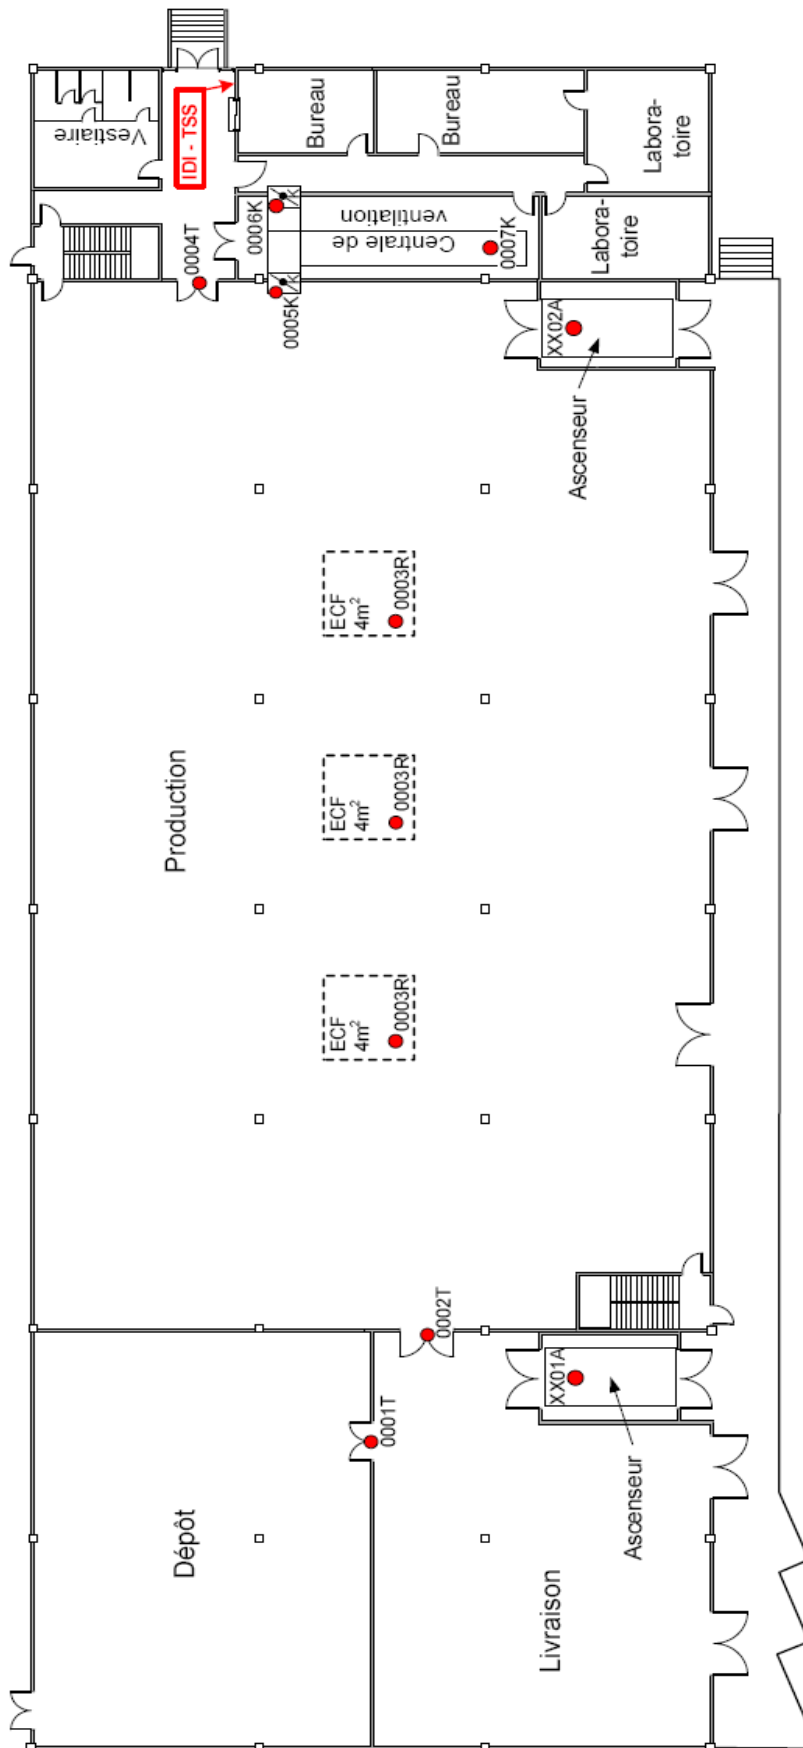 Vestiaire
IDI - TSS
Bureau
Bureau
Labora-
toire
0004T
0006K
Centrale de
ventilation
0007K
Labora-
toire
0005K
XX02A
Ascenseur
ECF
4m²
0003R
Production
ECF
4m²
0003R
ECF
4m²
0003R
0002T
0001T
XX01A
Ascenseur
Dépôt
Livraison